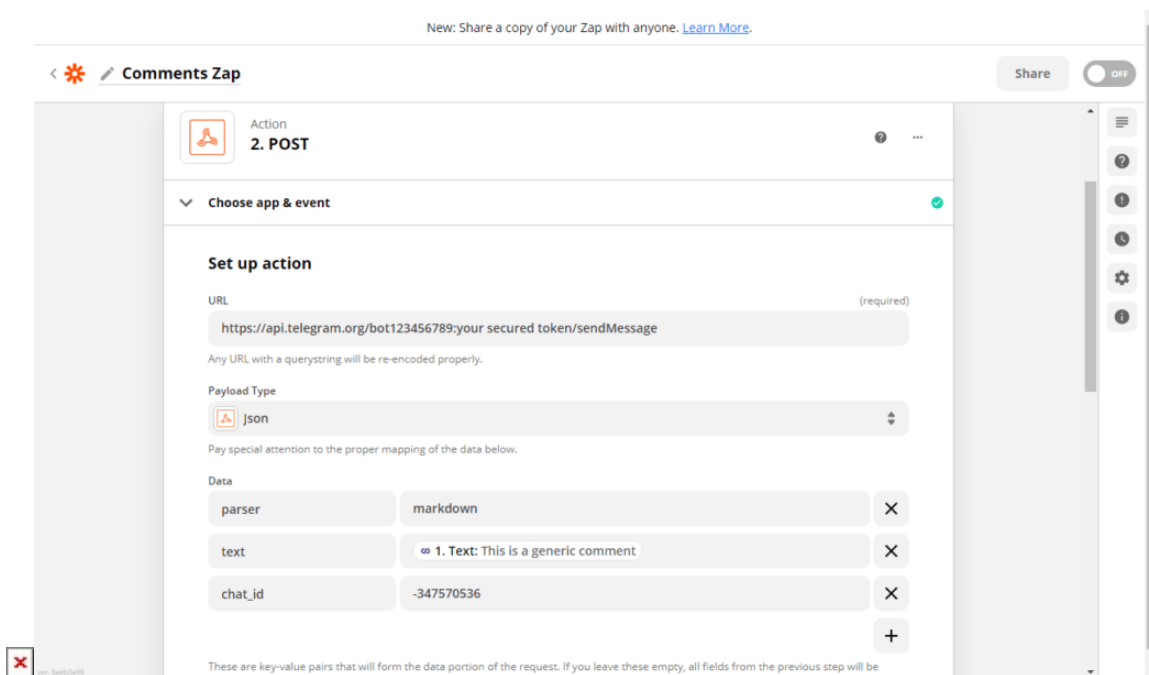 New: Share a copy of your Zap with anyone. Learn More.
Comments Zap
Share
OFF
Action
2. POST
Choose app & event
Set up action
URL
(required)
https://api.telegram.org/bot123456789:your secured token/sendMessage
Any URL with a querystring will be re-encoded properly.
Payload Type
Json
Pay special attention to the proper mapping of the data below.
Data
parser
markdown
text
1. Text: This is a generic comment
chat_id
-347570536
These are key-value pairs that will form the data portion of the request. If you leave these empty, all fields from the previous step will be